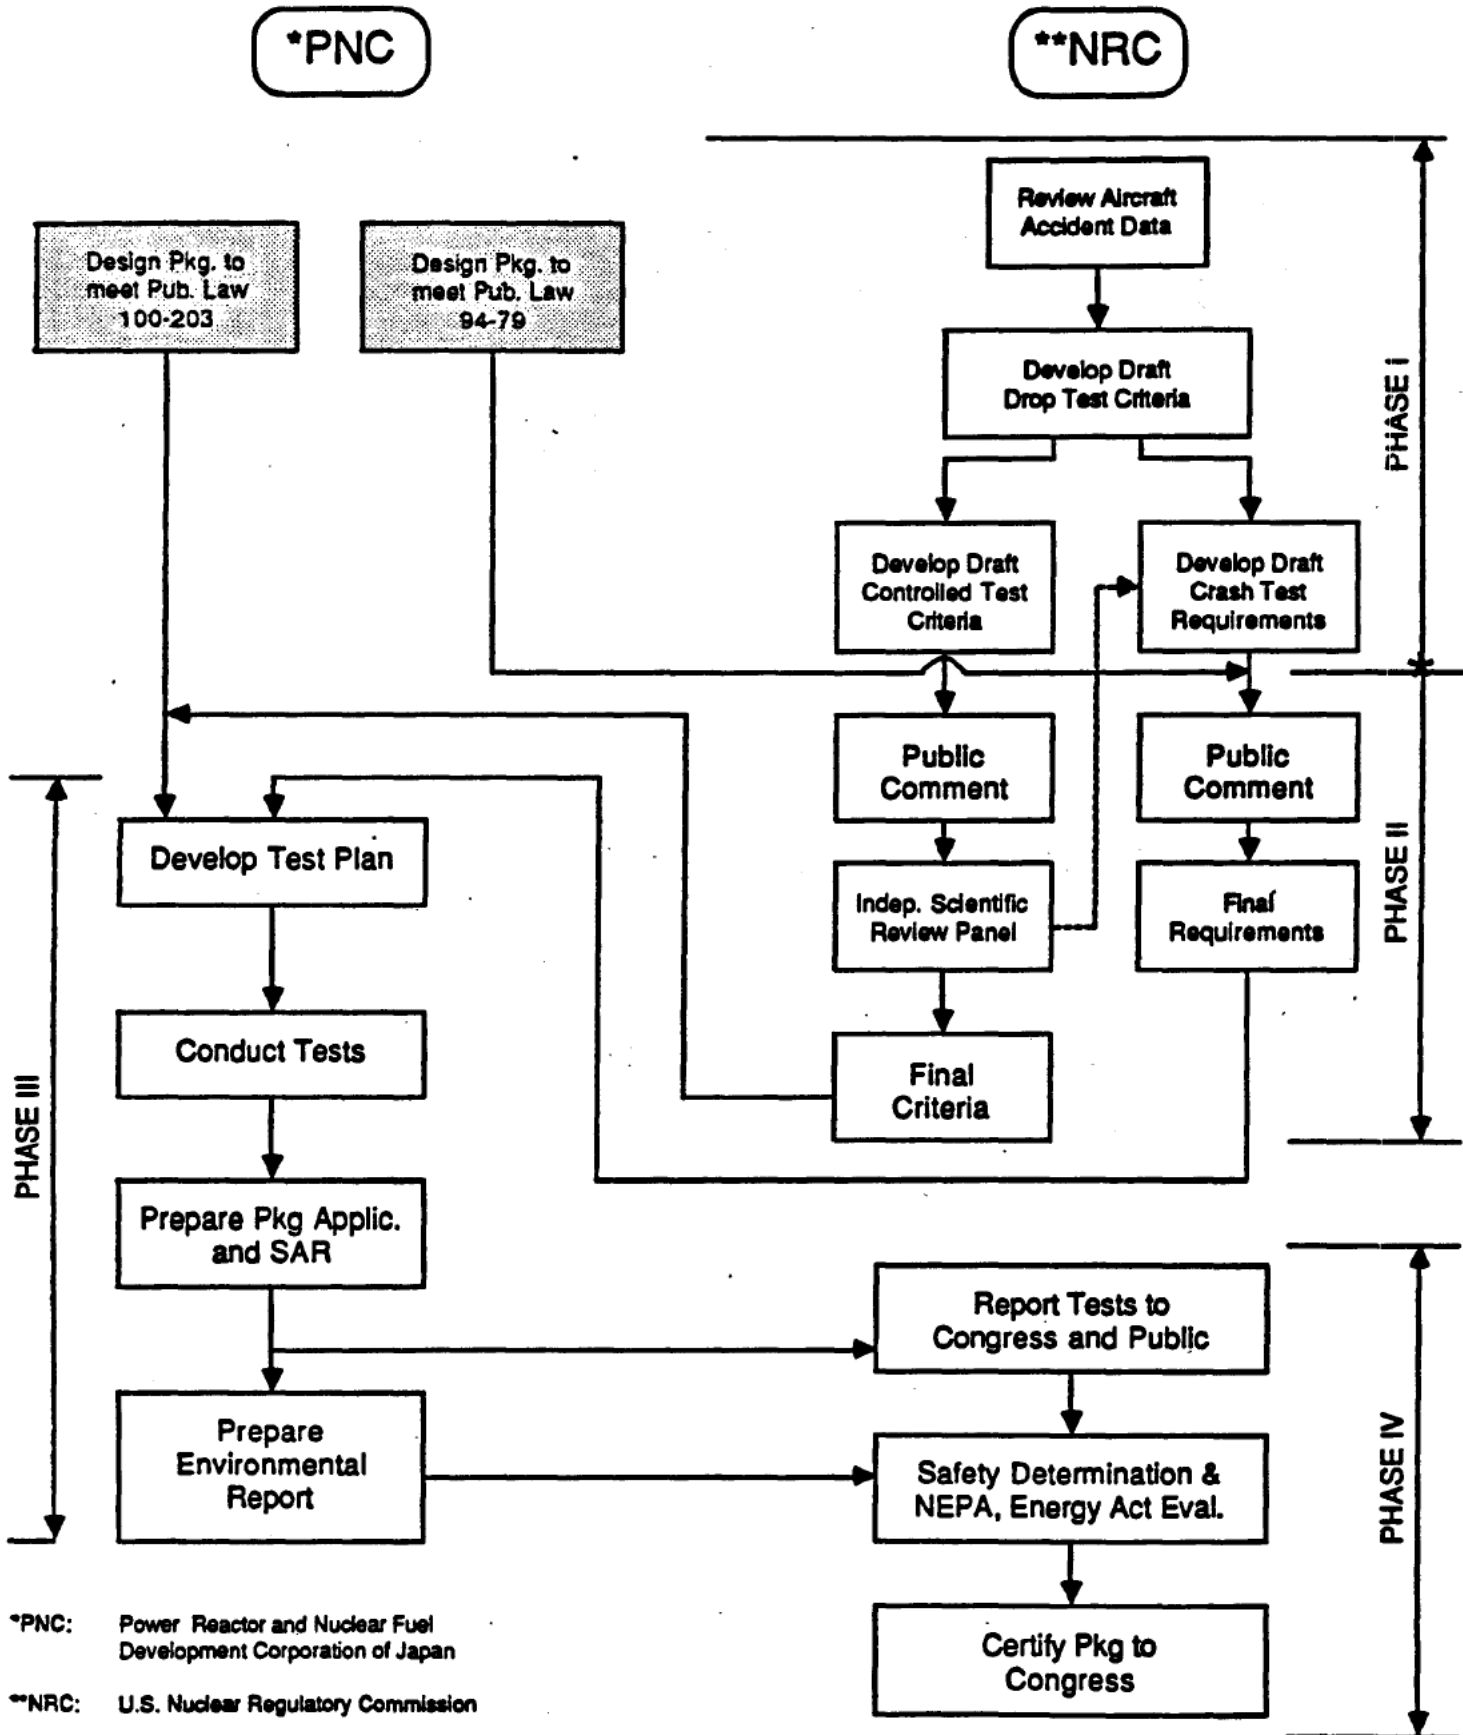 *PNC
**NRC
Review Aircraft
Accident Data
Design Pkg. to
meet Pub. Law
100-203
Design Pkg. to
meet Pub. Law
94-79
Develop Draft
Drop Test Criteria
PHASE I
Develop Draft
Controlled Test
Criteria
Develop Draft
Crash Test
Requirements
Public
Comment
Public
Comment
Develop Test Plan
Indep. Scientific
Review Panel
Final
Requirements
PHASE II
Conduct Tests
Final
Criteria
PHASE III
Prepare Pkg Applic.
and SAR
Report Tests to
Congress and Public
Prepare
Environmental
Report
Safety Determination &
NEPA, Energy Act Eval.
PHASE IV
Certify Pkg to
Congress
*PNC: Power Reactor and Nuclear Fuel
Development Corporation of Japan
**NRC: U.S. Nuclear Regulatory Commission